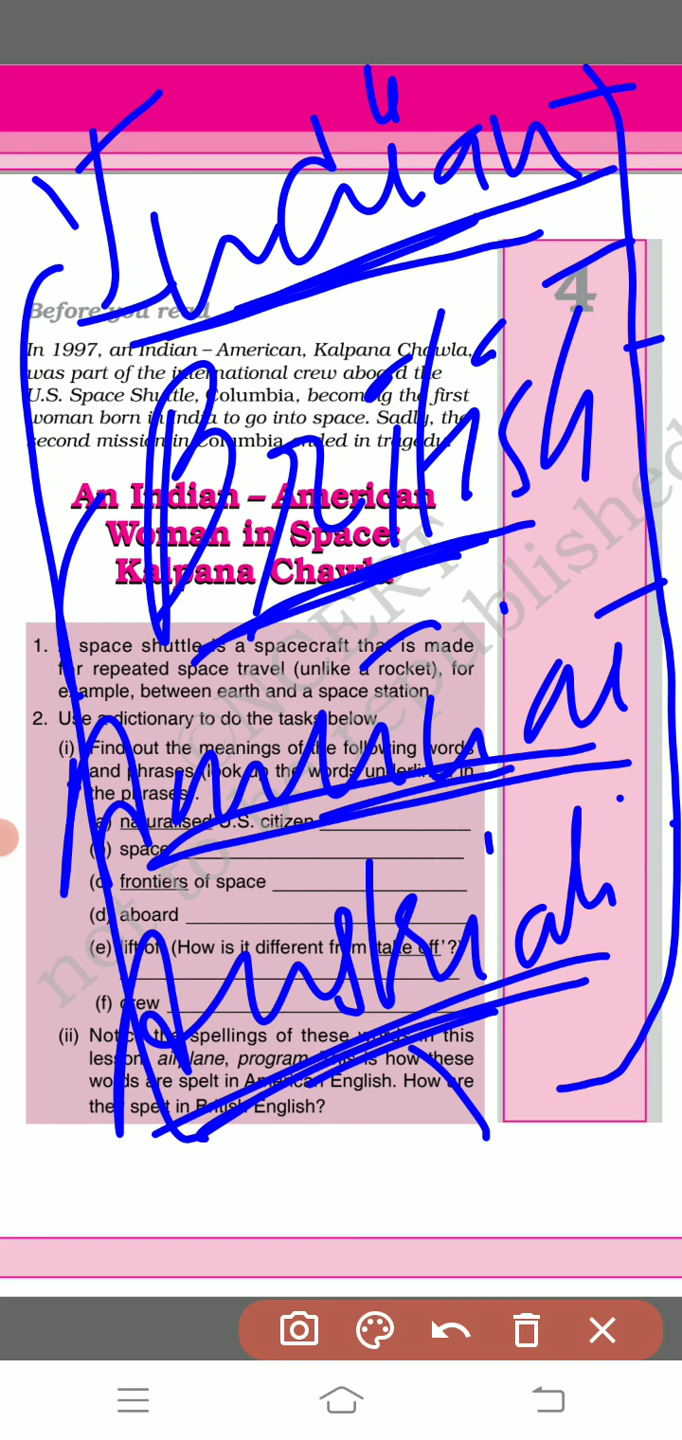 Indian
4
Before you read
In 1997, an Indian – American, Kalpana Chawla,
was part of the international crew aboard the
U.S. Space Shuttle, Columbia, becoming the first
woman born in India to go into space. Sadly, the
second mission in Columbia ended in tragedy.
British
An Indian – American
Woman in Space:
Kalpana Chawla
1. A space shuttle is a spacecraft that is made
for repeated space travel (unlike a rocket), for
example, between earth and a space station.
2. Use a dictionary to do the tasks below.
(i) Find out the meanings of the following words
and phrases (look up the words underlined in
the phrases).
(a) naturalised U.S. citizen
(b) space
(c) frontiers of space
(d) aboard
(e) lift off (How is it different from 'take off'?)
(f) crew
(ii) Notice the spellings of these words in this
lesson: airplane, program. This is how these
words are spelt in American English. How are
they spelt in British English?
© NCERT
not to be republished